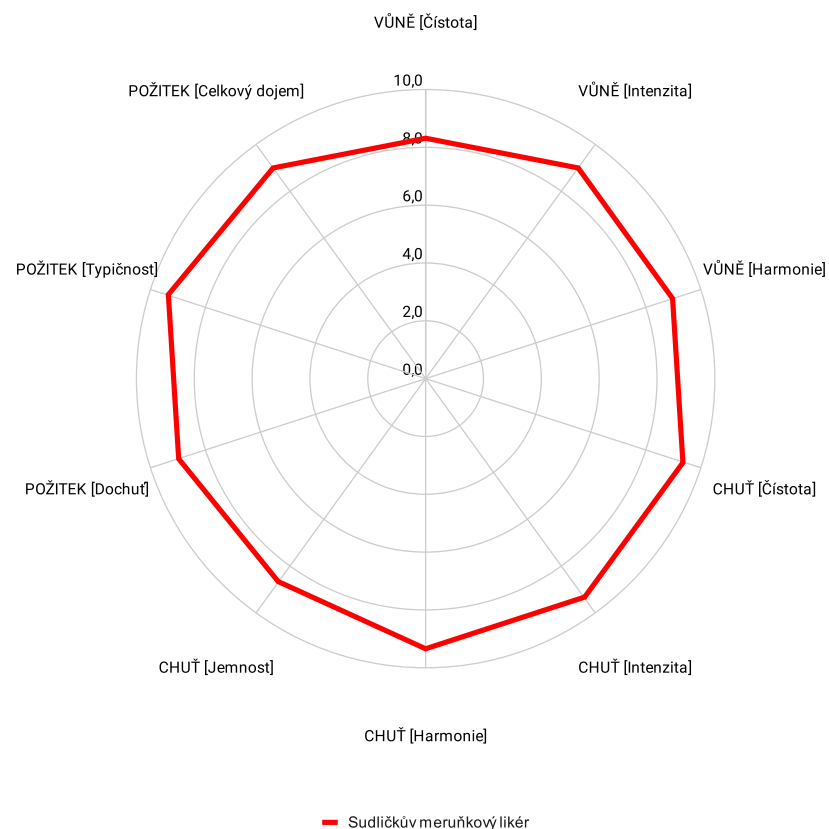 VŮNĚ [Čístota]
POŽITEK [Celkový dojem]
VŮNĚ [Intenzita]
10,0
8,0
6,0
4,0
2,0
0,0
POŽITEK [Typičnost]
VŮNĚ [Harmonie]
POŽITEK [Dochuť]
CHUŤ [Čístota]
CHUŤ [Jemnost]
CHUŤ [Intenzita]
CHUŤ [Harmonie]
Sudličkův meruňkový likér